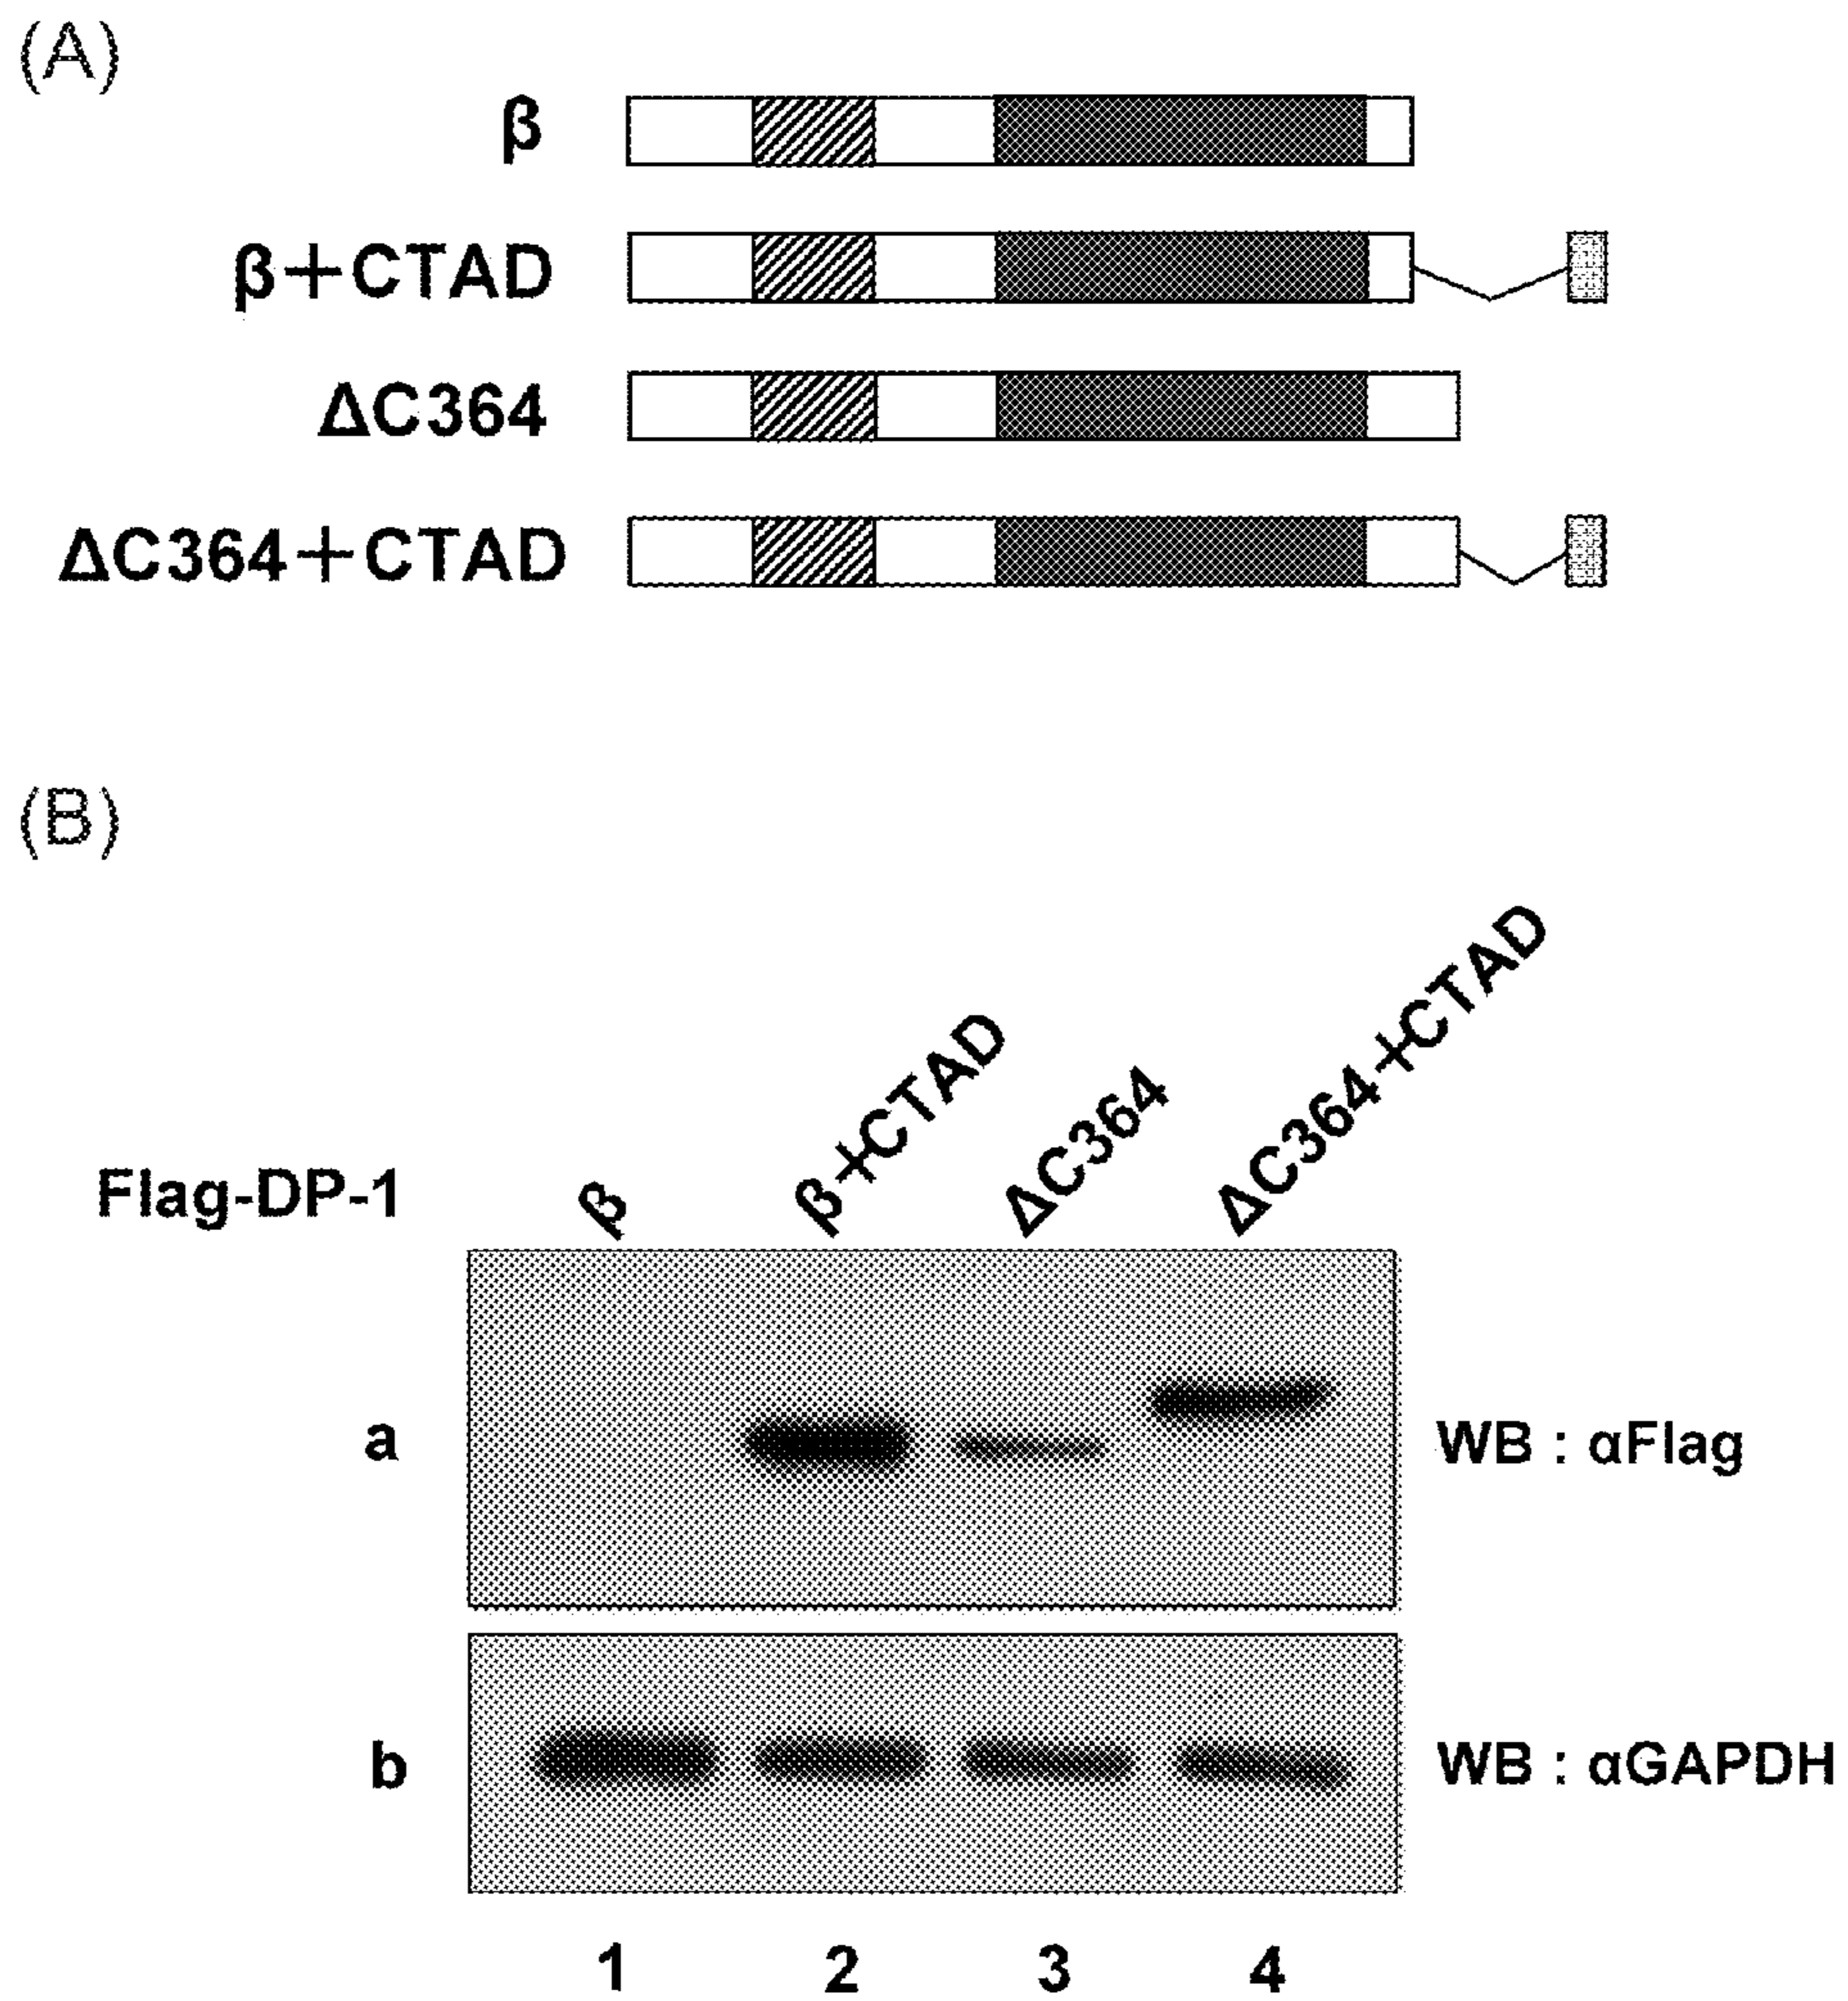 (A)
β
β+CTAD
ΔC364
ΔC364+CTAD
(B)
Flag-DP-1 β β+CTAD ΔC364 ΔC364+CTAD
a WB : αFlag
b WB : αGAPDH
1 2 3 4